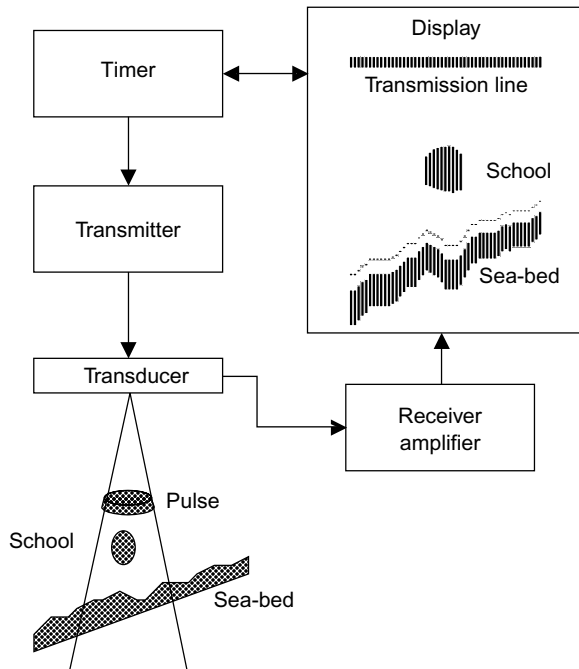 Timer
Display
Transmission line
School
Sea-bed
Transmitter
Transducer
Receiver
amplifier
Pulse
School
Sea-bed